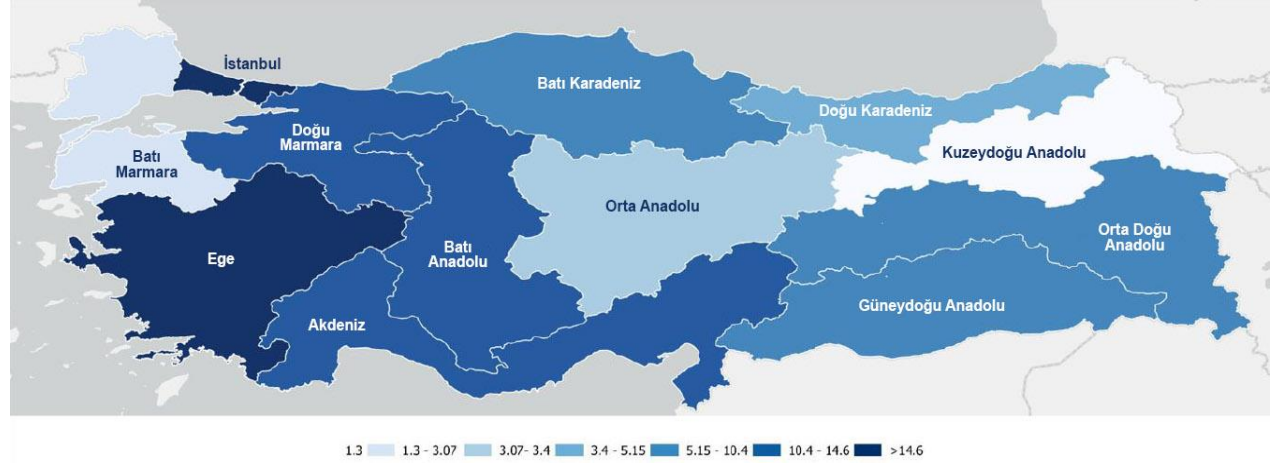 İstanbul
Batı Karadeniz
Doğu Karadeniz
Doğu
Marmara
Kuzeydoğu Anadolu
Batı
Marmara
Orta Anadolu
Orta Doğu
Anadolu
Batı
Anadolu
Ege
Güneydoğu Anadolu
Akdeniz
1.3 1.3 - 3.07 3.07- 3.4 3.4 - 5.15 5.15 - 10.4 10.4 - 14.6 >14.6